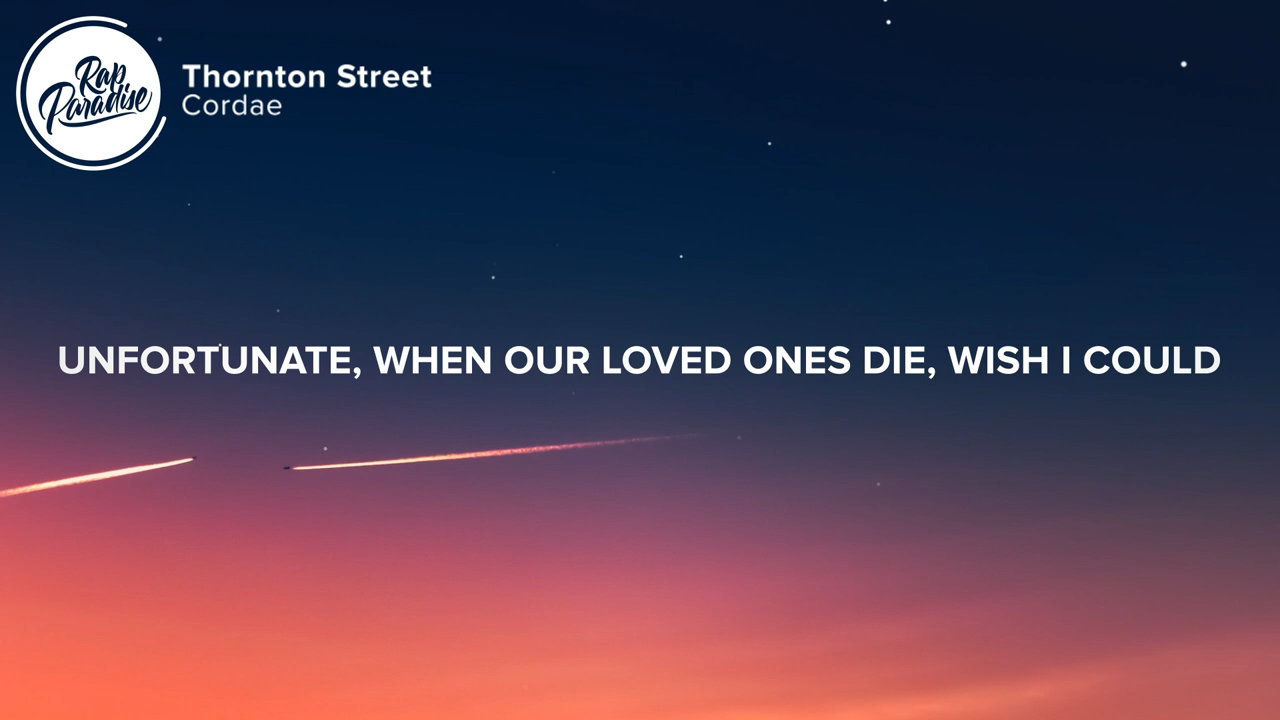 Rap
Paradise
Thornton Street
Cordae
UNFORTUNATE, WHEN OUR LOVED ONES DIE, WISH I COULD